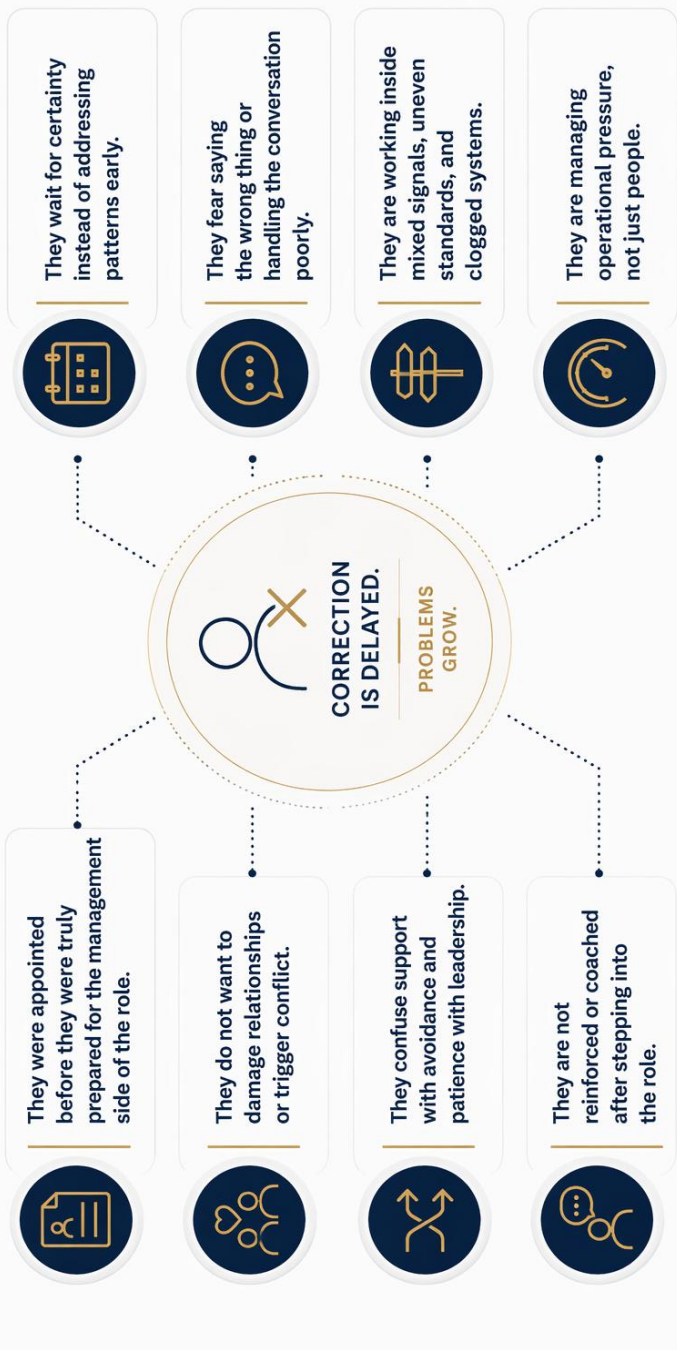 They were appointed
before they were truly
prepared for the management
side of the role.
They do not want to
damage relationships
or trigger conflict.
They confuse support
with avoidance and
patience with leadership.
They are not
reinforced or coached
after stepping into
the role.
CORRECTION
IS DELAYED.
PROBLEMS
GROW.
They wait for certainty
instead of addressing
patterns early.
They fear saying
the wrong thing or
handling the conversation
poorly.
They are working inside
mixed signals, uneven
standards, and
clogged systems.
They are managing
operational pressure,
not just people.